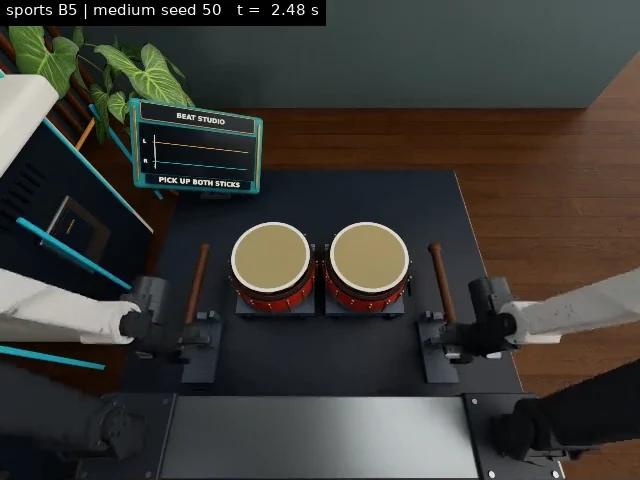 sports B5 | medium seed 50 t = 2.48 s
BEAT STUDIO
L
R
PICK UP BOTH STICKS